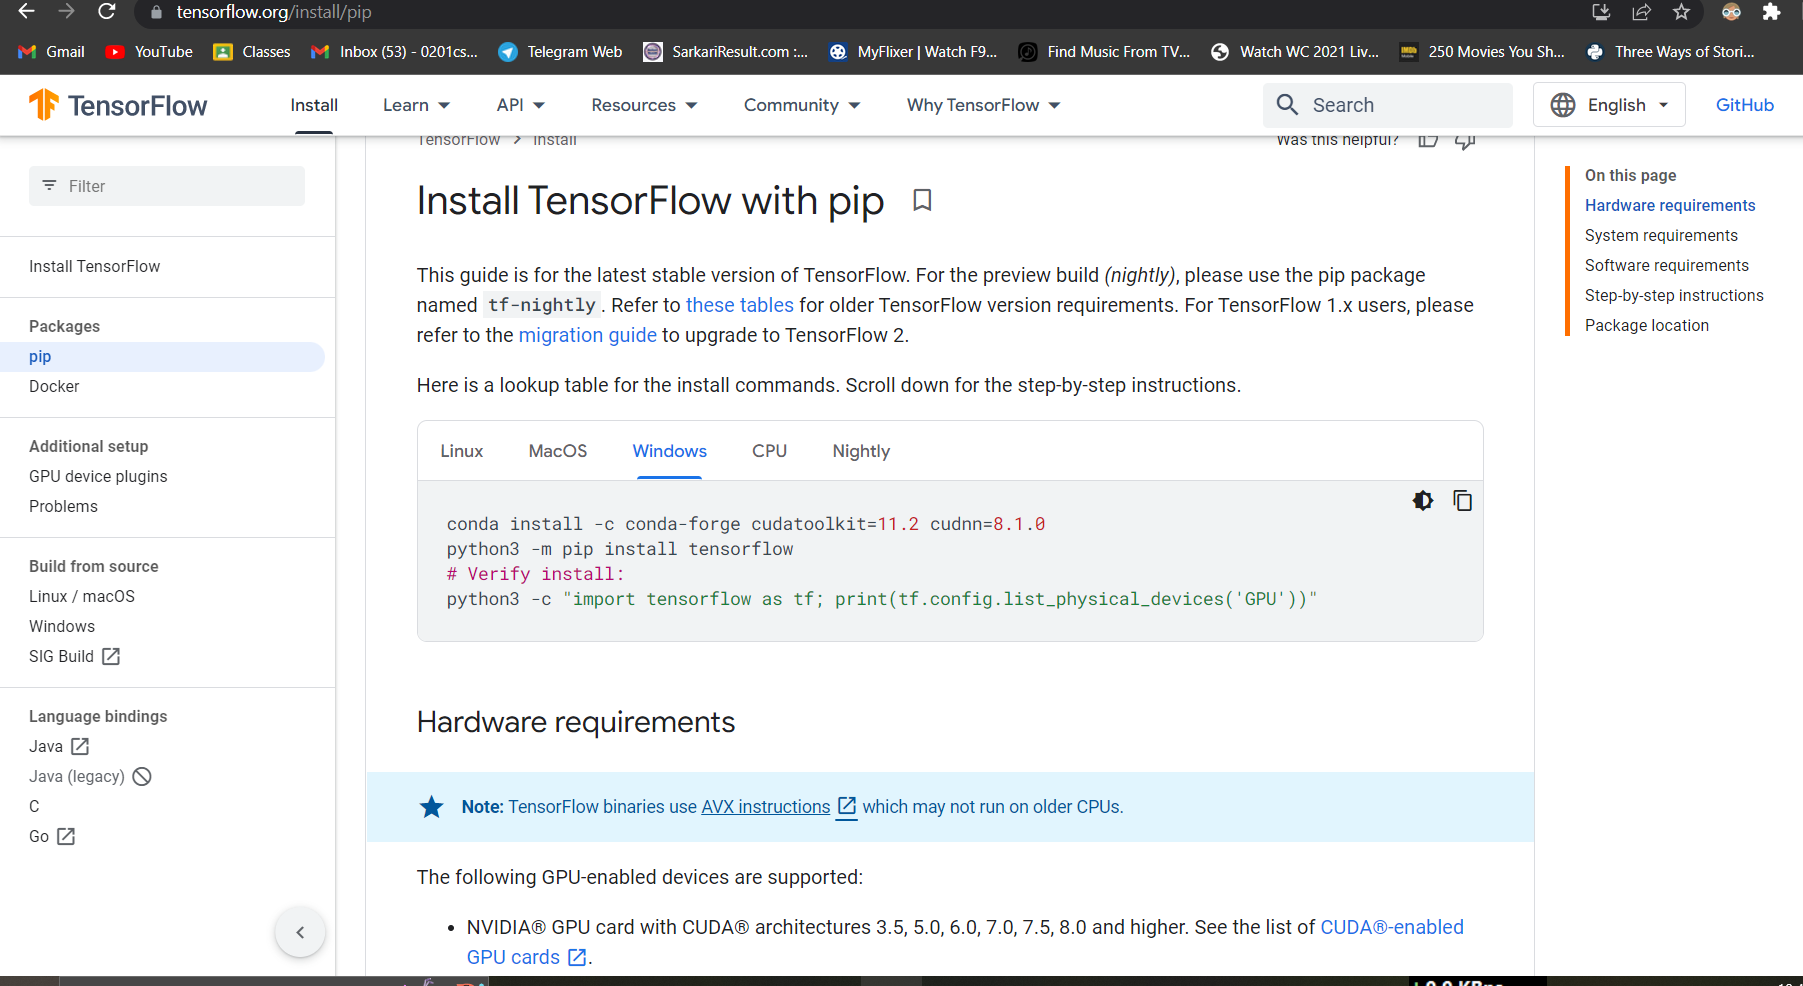 tensorflow.org/install/pip
Gmail YouTube Classes Inbox (53) - 0201cs... Telegram Web SarkariResult.com :... MyFlixer | Watch F9... Find Music From TV... Watch WC 2021 Liv... 250 Movies You Sh... Three Ways of Stori...
TensorFlow Install Learn API Resources Community Why TensorFlow Search English GitHub
TensorFlow > Install Was this helpful?
Filter
Install TensorFlow
Packages
pip
Docker
Additional setup
GPU device plugins
Problems
Build from source
Linux / macOS
Windows
SIG Build
Language bindings
Java
Java (legacy)
C
Go
Install TensorFlow with pip
This guide is for the latest stable version of TensorFlow. For the preview build (nightly), please use the pip package
named tf-nightly. Refer to these tables for older TensorFlow version requirements. For TensorFlow 1.x users, please
refer to the migration guide to upgrade to TensorFlow 2.
Here is a lookup table for the install commands. Scroll down for the step-by-step instructions.
Linux MacOS Windows CPU Nightly
conda install -c conda-forge cudatoolkit=11.2 cudnn=8.1.0
python3 -m pip install tensorflow
# Verify install:
python3 -c "import tensorflow as tf; print(tf.config.list_physical_devices('GPU'))"
Hardware requirements
Note: TensorFlow binaries use AVX instructions which may not run on older CPUs.
The following GPU-enabled devices are supported:
• NVIDIA® GPU card with CUDA® architectures 3.5, 5.0, 6.0, 7.0, 7.5, 8.0 and higher. See the list of CUDA®-enabled
GPU cards.
On this page
Hardware requirements
System requirements
Software requirements
Step-by-step instructions
Package location